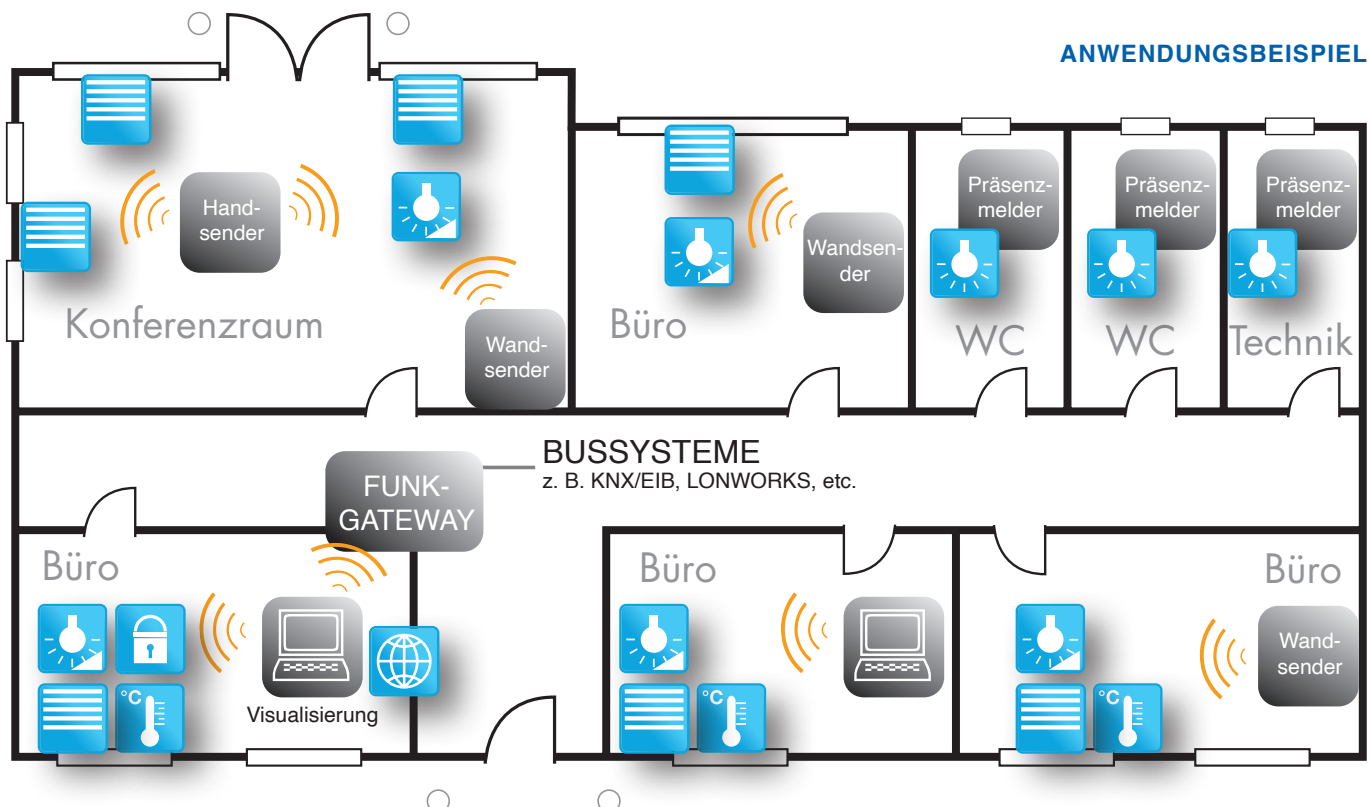 ANWENDUNGSBEISPIEL
Hand-
sender
Konferenzraum
Wand-
sender
Wandsen-
der
Büro
Präsenz-
melder
WC
Präsenz-
melder
WC
Präsenz-
melder
Technik
BUSSYSTEME
z. B. KNX/EIB, LONWORKS, etc.
FUNK-
GATEWAY
Büro
°C
Visualisierung
Büro
°C
Büro
°C
Wand-
sender